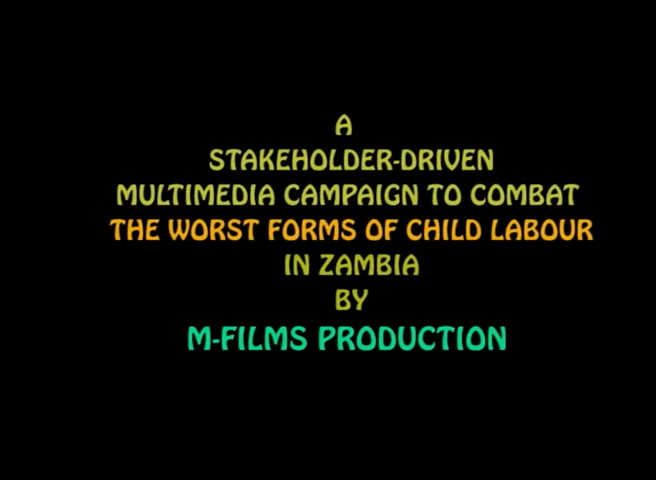 A
STAKEHOLDER-DRIVEN
MULTIMEDIA CAMPAIGN TO COMBAT
THE WORST FORMS OF CHILD LABOUR
IN ZAMBIA
BY
M-FILMS PRODUCTION